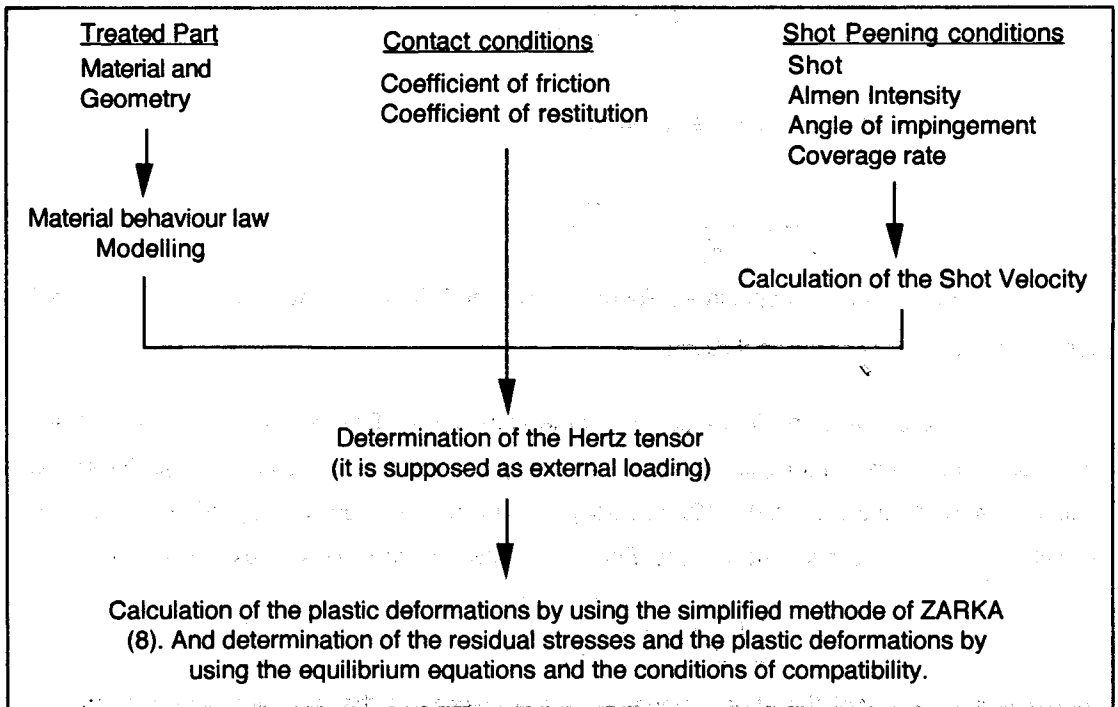 Treated Part
Material and
Geometry
Material behaviour law
Modelling
Contact conditions
Coefficient of friction
Coefficient of restitution
Shot Peening conditions
Shot
Almen Intensity
Angle of impingement
Coverage rate
Calculation of the Shot Velocity
Determination of the Hertz tensor
(it is supposed as external loading)
Calculation of the plastic deformations by using the simplified methode of ZARKA
(8). And determination of the residual stresses and the plastic deformations by
using the equilibrium equations and the conditions of compatibility.